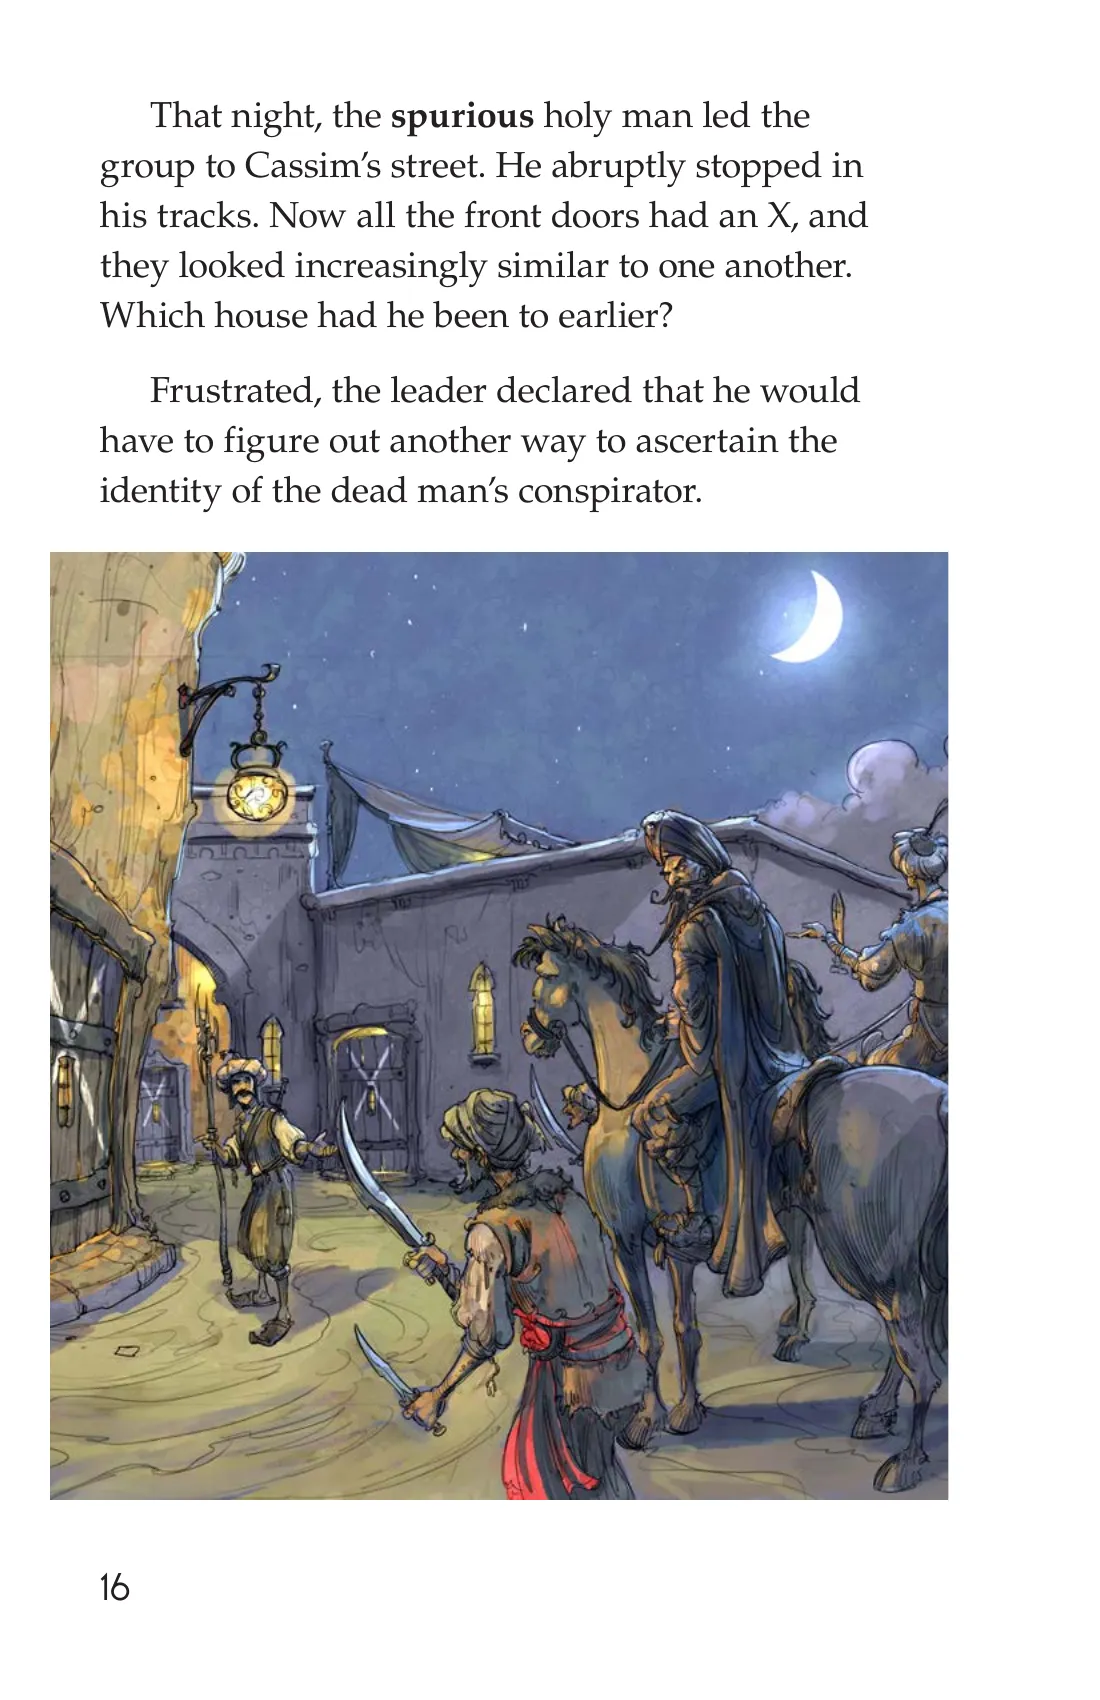 That night, the spurious holy man led the
group to Cassim’s street. He abruptly stopped in
his tracks. Now all the front doors had an X, and
they looked increasingly similar to one another.
Which house had he been to earlier?
Frustrated, the leader declared that he would
have to figure out another way to ascertain the
identity of the dead man’s conspirator.
16